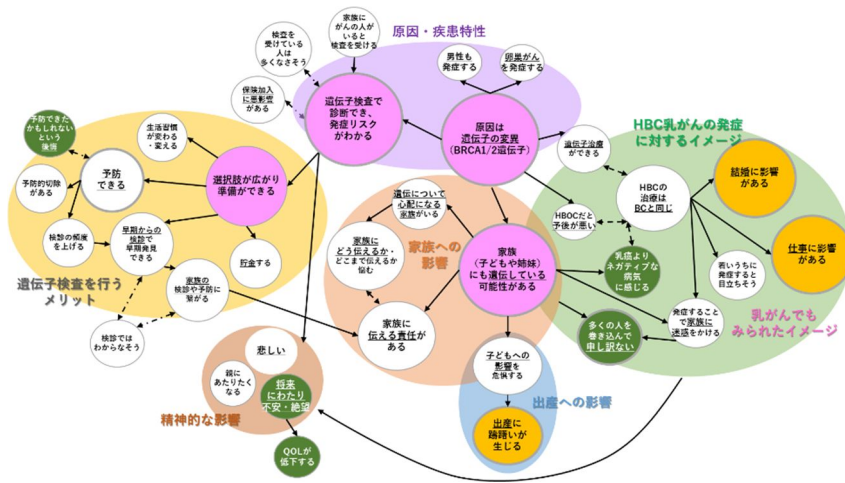 原因・疾患特性
家族に
がんの人が
いると
検査を受ける
検査を
受けている
人は
多くなさそう
保険加入
に悪影響
がある
男性も
発症する
卵巣がん
を発症する
遺伝子検査で
診断でき、
発症リスク
がわかる
原因は
遺伝子の変異
(BRCA1/2遺伝子)
遺伝子治療
ができる
HBC乳がんの発症
に対するイメージ
予防できた
かもしれない
という
後悔
生活習慣
が変わる
・変える
予防
できる
選択肢が広がり
準備ができる
予防的切除
がある
検診の頻度
を上げる
早期からの
検診で
早期発見
できる
貯金する
家族の
検診や予防に
繋がる
遺伝子検査を行う
メリット
検診では
わからなそう
遺伝について
心配になる
家族がいる
家族に
どう伝えるか・
どこまで伝えるか
悩む
家族への
影響
家族
(子どもや姉妹)
にも遺伝している
可能性がある
家族に
伝える責任が
ある
HBOCだと
予後が悪い
HBCの
治療は
BCと同じ
結婚に影響
がある
仕事に影響
がある
乳癌より
ネガティブな
病気
に感じる
若いうちに
発症すると
目立ちそう
発症すること
で家族に
迷惑をかける
多くの人を
巻き込んで
申し訳ない
乳がんでも
みられたイメージ
悲しい
親に
あたりたく
なる
将来
にわたり
不安・絶望
精神的な影響
QOLが
低下する
子どもへの
影響を
危惧する
出産への影響
出産に
躊躇いが
生じる